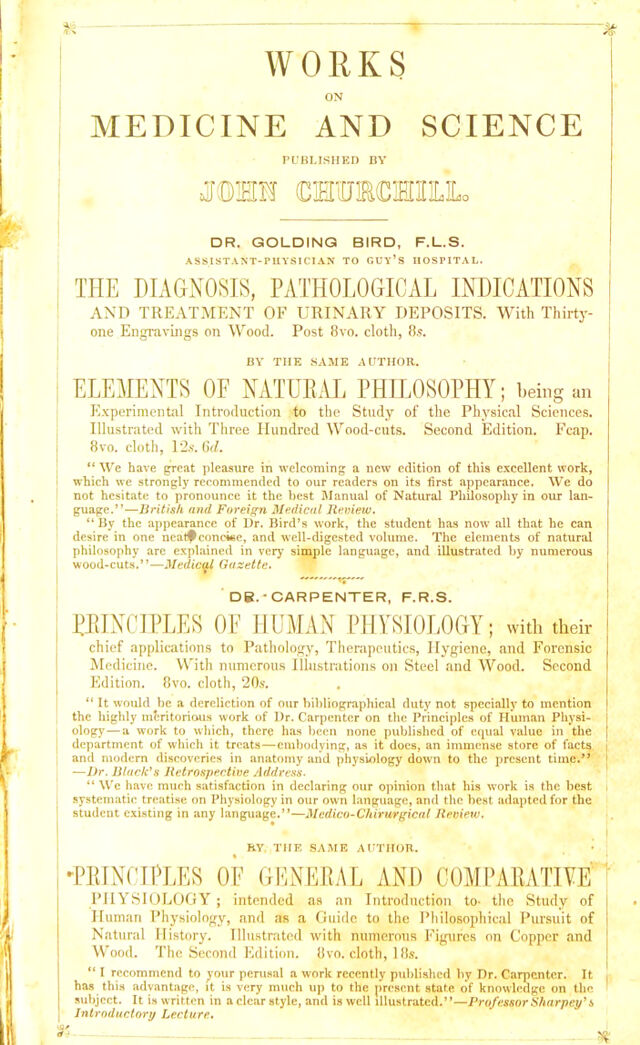 WORKS
ON
MEDICINE AND SCIENCE
PUBLISHED BY
JOHN CHURCHILL.
DR. GOLDING BIRD, F.L.S.
ASSISTANT-PHYSICIAN TO GUY'S HOSPITAL.
THE DIAGNOSIS, PATHOLOGICAL INDICATIONS
AND TREATMENT OF URINARY DEPOSITS. With Thirty-
one Engravings on Wood. Post 8vo. cloth, 8s.
BY THE SAME AUTHOR.
ELEMENTS OF NATURAL PHILOSOPHY; being an
Experimental Introduction to the Study of the Physical Sciences.
Illustrated with Three Hundred Wood-cuts. Second Edition. Fcap.
8vo. cloth, 12s. 6d.
"We have great pleasure in welcoming a new edition of this excellent work,
which we strongly recommended to our readers on its first appearance. We do
not hesitate to pronounce it the best Manual of Natural Philosophy in our lan-
guage."—British and Foreign Medical Review.
"By the appearance of Dr. Bird's work, the student has now all that he can
desire in one neat, concise, and well-digested volume. The elements of natural
philosophy are explained in very simple language, and illustrated by numerous
wood-cuts."—Medical Gazette.
DR. CARPENTER, F.R.S.
PRINCIPLES OF HUMAN PHYSIOLOGY; with their
chief applications to Pathology, Therapeutics, Hygiene, and Forensic
Medicine. With numerous Illustrations on Steel and Wood. Second
Edition. 8vo. cloth, 20s.
"It would be a dereliction of our bibliographical duty not specially to mention
the highly meritorious work of Dr. Carpenter on the Principles of Human Physi-
ology—a work to which, there has been none published of equal value in the
department of which it treats—embodying, as it does, an immense store of facts
and modern discoveries in anatomy and physiology down to the present time."
—Dr. Black's Retrospective Address.
"We have much satisfaction in declaring our opinion that his work is the best
systematic treatise on Physiology in our own language, and the best adapted for the
student existing in any language."—Medico-Chirurgical Review.
BY THE SAME AUTHOR.
PRINCIPLES OF GENERAL AND COMPARATIVE
PHYSIOLOGY; intended as an Introduction to the Study of
Human Physiology, and as a Guide to the Philosophical Pursuit of
Natural History. Illustrated with numerous Figures on Copper and
Wood. The Second Edition. 8vo. cloth, 18s.
"I recommend to your perusal a work recently published by Dr. Carpenter. It
has this advantage, it is very much up to the present state of knowledge on the
subject. It is written in a clear style, and is well illustrated."—Professor Sharpey's
Introductory Lecture.